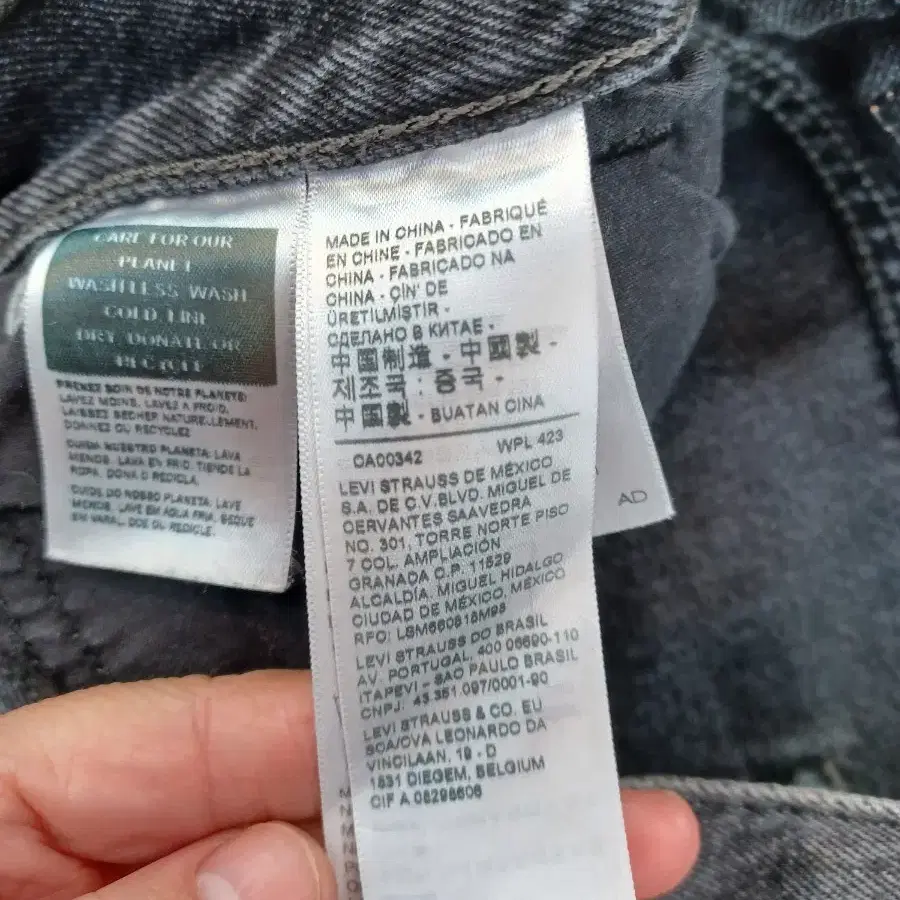 CARE FOR OUR
PLANET
WASH LESS WASH
COLD LINE
DRY, DONATE OR
RECYCLE
PRENEZ SOIN DE NOTRE PLANETE:
LAVEZ MOINS, LAVEZ A FROID,
LAISSEZ SECHER NATURELLEMENT,
DONNEZ OU RECYCLEZ
CUIDA NUESTRO PLANETA: LAVA
MENOS, LAVA EN FRIO, TIENDE LA
ROPA, DONA O RECICLA.
CUIDE DO NOSSO PLANETA. LAVE
MENOS, LAVE EM AGUA FRIA, SEQUE
EN VARAL, DOE OU RECICLE.
MADE IN CHINA - FABRIQUÉ
EN CHINE - FABRICADO EN
CHINA - FABRICADO NA
CHINA - ÇIN' DE
ÜRETILMISTIR -
СДЕЛАНО В КИТАЕ -
中国制造 - 中國製 -
제조국 : 중국 -
中國製 - BUATAN CINA
CA00342 WPL 423
LEVI STRAUSS DE MÉXICO
S.A. DE C.V. BLVD. MIGUEL DE
CERVANTES SAAVEDRA
NO. 301, TORRE NORTE PISO
7 COL. AMPLIACIÓN
GRANADA C.P. 11529
ALCALDÍA, MIGUEL HIDALGO
CIUDAD DE MÉXICO, MÉXICO
RFC: LSM660818M98
LEVI STRAUSS DO BRASIL
AV. PORTUGAL, 400 06690-110
ITAPEVI - SAO PAULO BRASIL
CNPJ. 43.351.097/0001-90
LEVI STRAUSS & CO. EU
SCA/CVA LEONARDO DA
VINCILAAN, 19 - D
1831 DIEGEM, BELGIUM
CIF A 08298606
AD